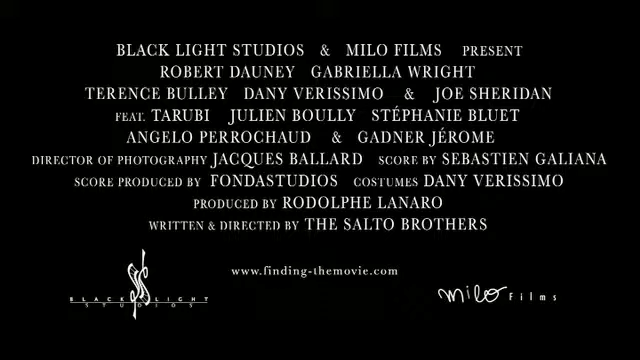 BLACK LIGHT STUDIOS & MILO FILMS PRESENT
ROBERT DAUNEY GABRIELLA WRIGHT
TERENCE BULLEY DANY VERISSIMO & JOE SHERIDAN
FEAT. TARUBI JULIEN BOULLY STÉPHANIE BLUET
ANGELO PERROCHAUD & GADNER JÉROME
DIRECTOR OF PHOTOGRAPHY JACQUES BALLARD SCORE BY SEBASTIEN GALIANA
SCORE PRODUCED BY FONDASTUDIOS COSTUMES DANY VERISSIMO
PRODUCED BY RODOLPHE LANARO
WRITTEN & DIRECTED BY THE SALTO BROTHERS
www.finding-themovie.com
BLACK LIGHT
STUDIOS
milo Films